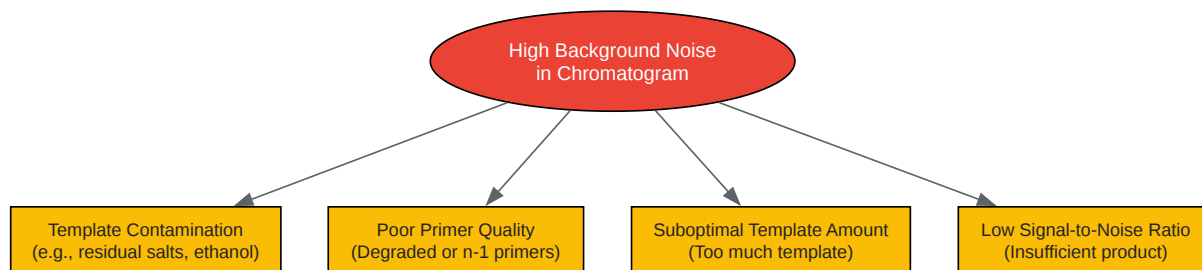 High Background Noise
in Chromatogram
Template Contamination
(e.g., residual salts, ethanol)
Poor Primer Quality
(Degraded or n-1 primers)
Suboptimal Template Amount
(Too much template)
Low Signal-to-Noise Ratio
(Insufficient product)